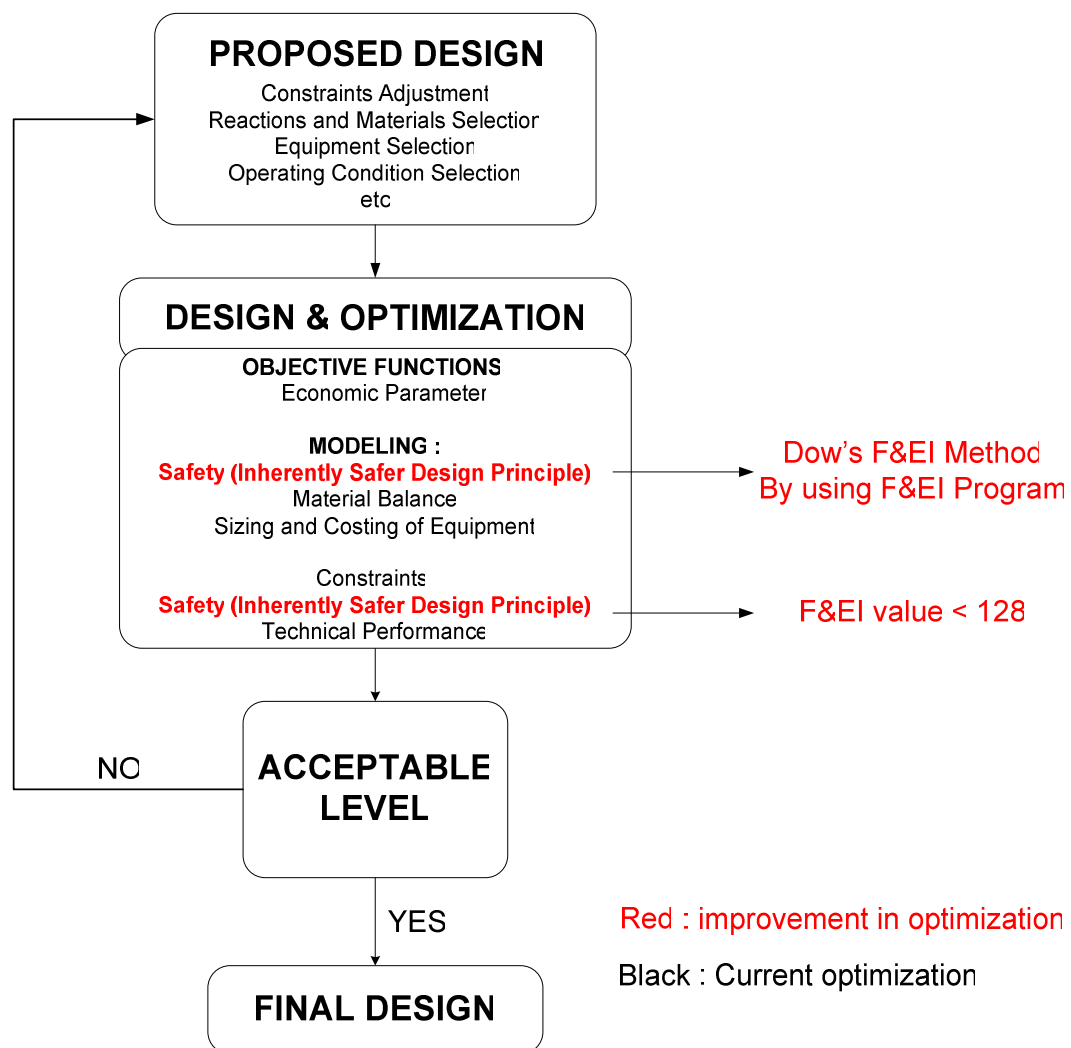 PROPOSED DESIGN
Constraints Adjustment
Reactions and Materials Selection
Equipment Selection
Operating Condition Selection
etc
DESIGN & OPTIMIZATION
OBJECTIVE FUNCTIONS
Economic Parameter
MODELING :
Safety (Inherently Safer Design Principle)
Material Balance
Sizing and Costing of Equipment
Constraints
Safety (Inherently Safer Design Principle)
Technical Performance
Dow's F&EI Method
By using F&EI Program
F&EI value < 128
ACCEPTABLE
LEVEL
NO
YES
FINAL DESIGN
Red : improvement in optimization
Black : Current optimization